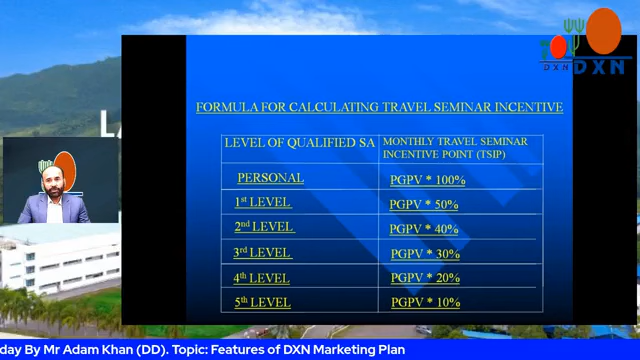 DXN
DXN
LA
FORMULA FOR CALCULATING TRAVEL SEMINAR INCENTIVE
LEVEL OF QUALIFIED SA
MONTHLY TRAVEL SEMINAR INCENTIVE POINT (TSIP)
PERSONAL PGPV * 100%
1st LEVEL PGPV * 50%
2nd LEVEL PGPV * 40%
3rd LEVEL PGPV * 30%
4th LEVEL PGPV * 20%
5th LEVEL PGPV * 10%
day By Mr Adam Khan (DD). Topic: Features of DXN Marketing Plan